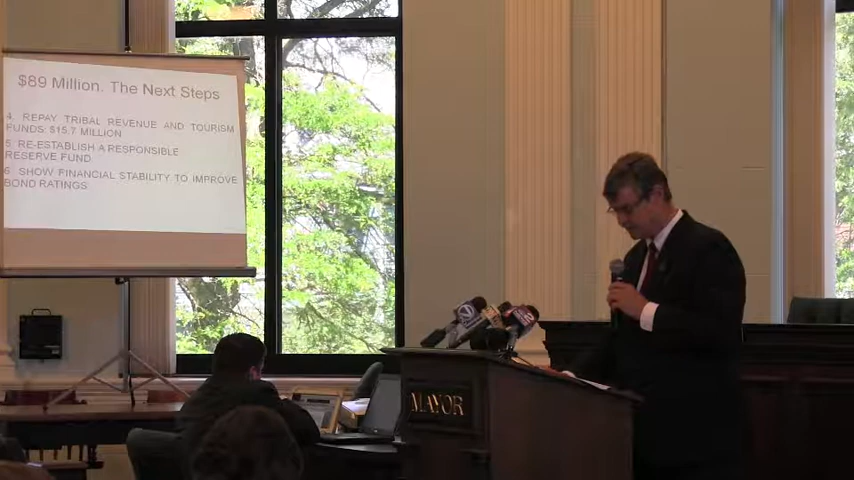 $89 Million. The Next Steps
4. REPAY TRIBAL REVENUE AND TOURISM
FUNDS: $15.7 MILLION
5 RE-ESTABLISH A RESPONSIBLE
RESERVE FUND
6 SHOW FINANCIAL STABILITY TO IMPROVE
BOND RATINGS
MAYOR